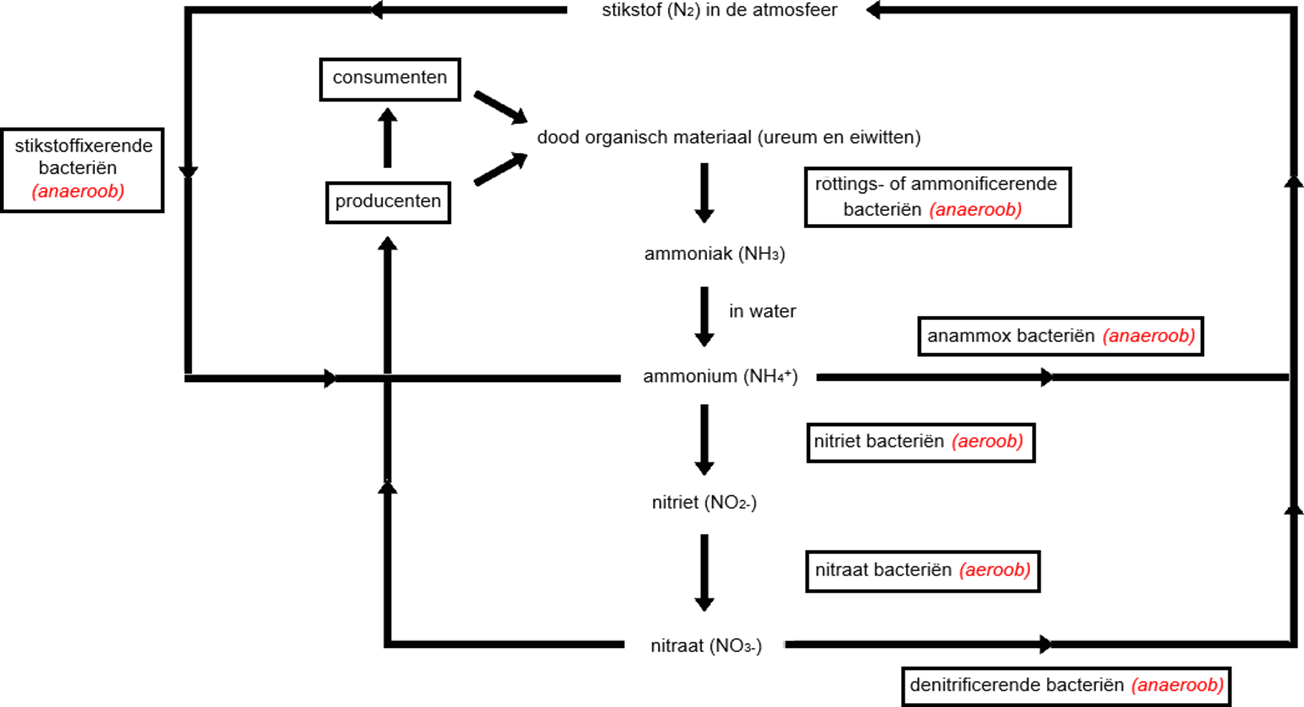 stikstof (N2) in de atmosfeer
consumenten
dood organisch materiaal (ureum en eiwitten)
stikstoffixerende
bacteriën
(anaeroob)
producenten
rottings- of ammonificerende
bacteriën (anaeroob)
ammoniak (NH3)
in water
anammox bacteriën (anaeroob)
ammonium (NH4+)
nitriet bacteriën (aeroob)
nitriet (NO2-)
nitraat bacteriën (aeroob)
nitraat (NO3-)
denitrificerende bacteriën (anaeroob)